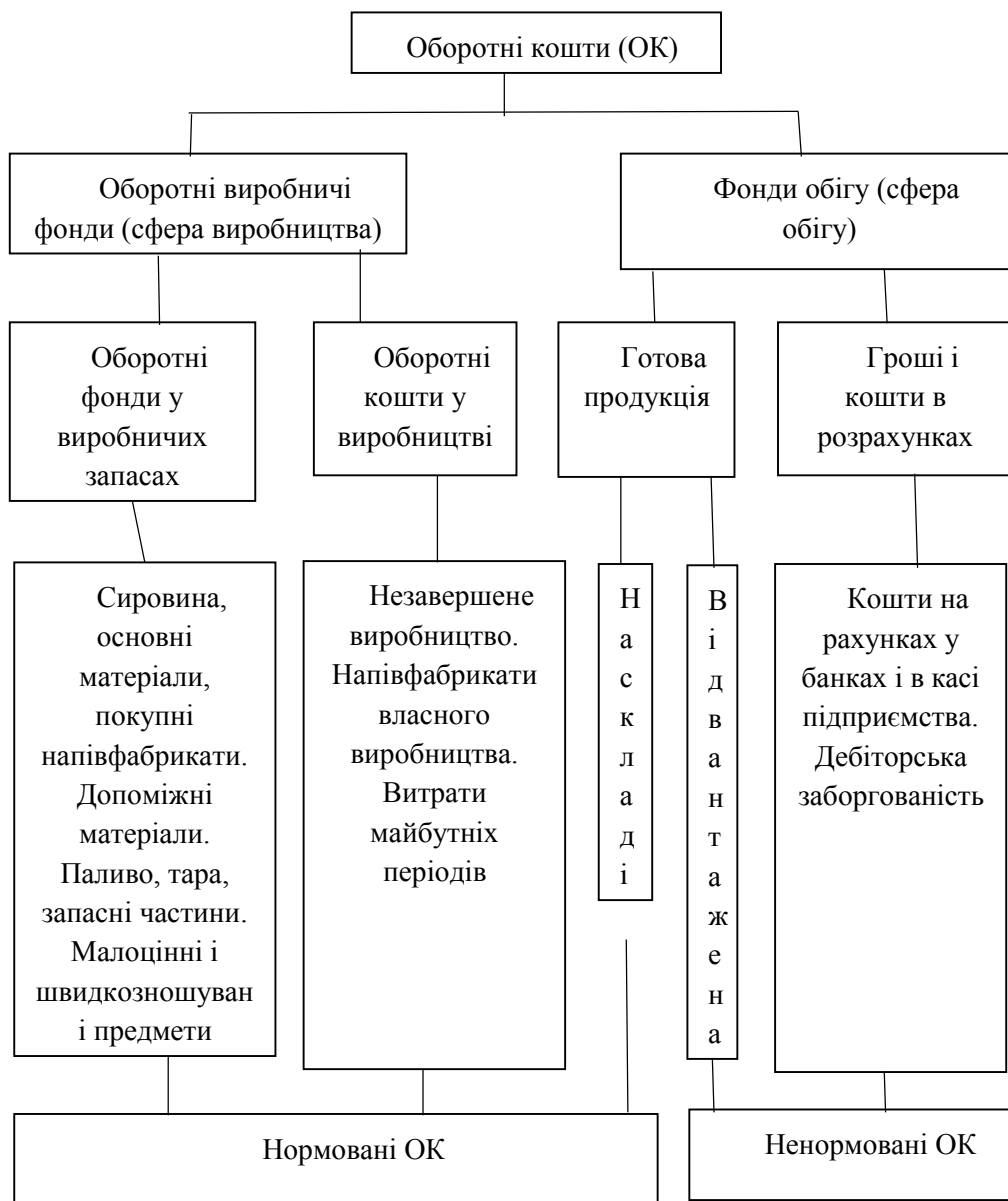 Оборотні кошти (ОК)
Оборотні виробничі
фонди (сфера виробництва)
Фонди обігу (сфера
обігу)
Оборотні
фонди у
виробничих
запасах
Оборотні
кошти у
виробництві
Готова
продукція
Гроші і
кошти в
розрахунках
Сировина,
основні
матеріали,
покупні
напівфабрикати.
Допоміжні
матеріали.
Паливо, тара,
запасні частини.
Малоцінні і
швидкозношуван
і предмети
Незавершене
виробництво.
Напівфабрикати
власного
виробництва.
Витрати
майбутніх
періодів
Н
а
с
к
л
а
д
і
В
і
д
в
а
н
т
а
ж
е
н
а
Кошти на
рахунках у
банках і в касі
підприємства.
Дебіторська
заборгованість
Нормовані ОК
Ненормовані ОК